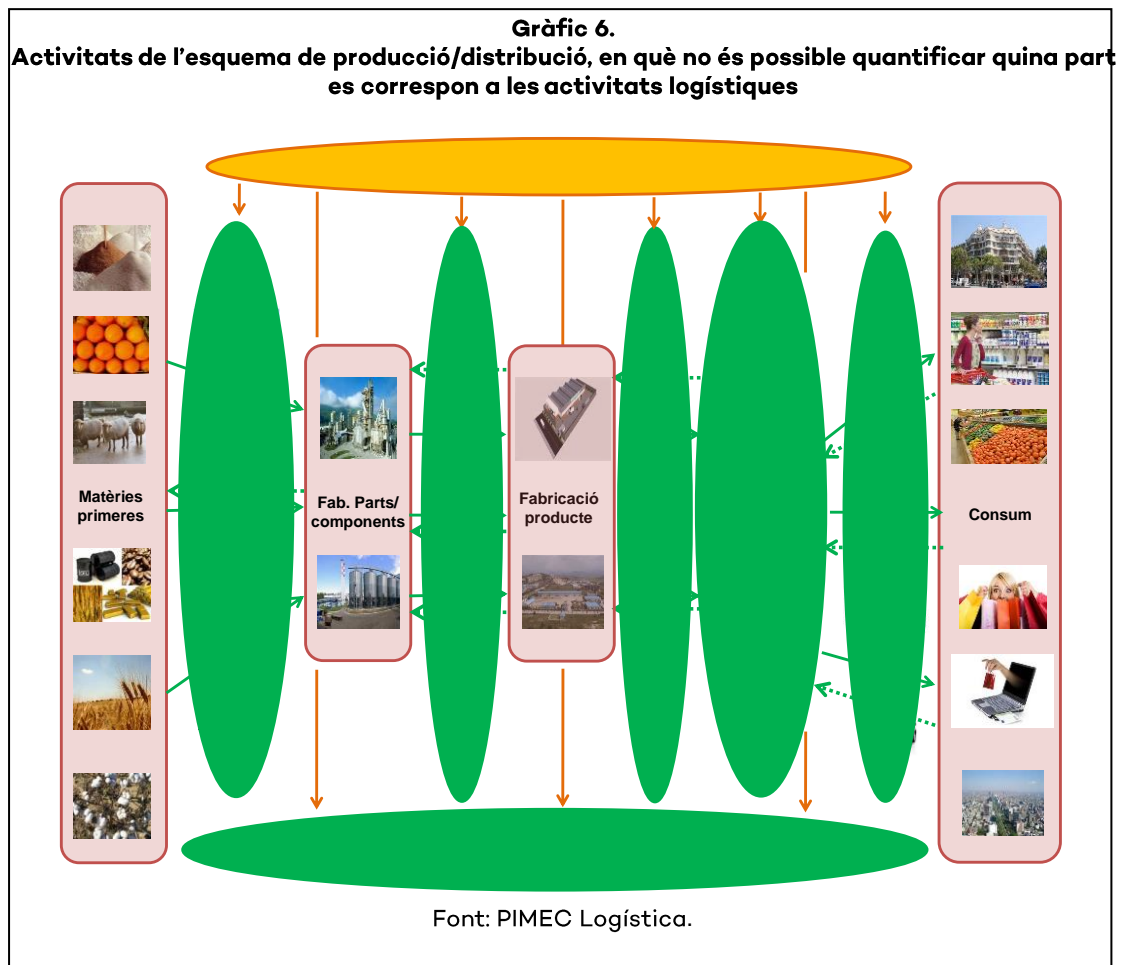 Gràfic 6.
Activitats de l’esquema de producció/distribució, en què no és possible quantificar quina part
es correspon a les activitats logístiques
Matèries
primeres
Fab. Parts/
components
Fabricació
producte
Consum
Font: PIMEC Logística.